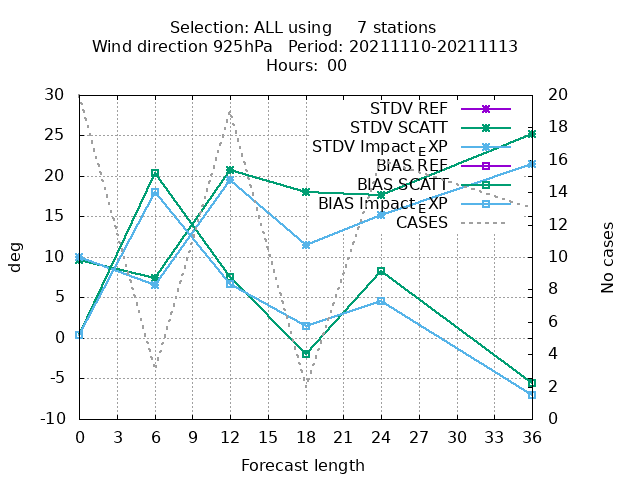 Selection: ALL using     7 stations
Wind direction 925hPa   Period: 20211110-20211113
Hours: 00
30
25
20
15
10
5
0
-5
-10
20
18
16
14
12
10
8
6
4
2
0
STDV REF
STDV SCATT
STDV Impact_EXP
BIAS REF
BIAS SCATT
BIAS Impact_EXP
CASES
deg
No cases
0 3 6 9 12 15 18 21 24 27 30 33 36
Forecast length